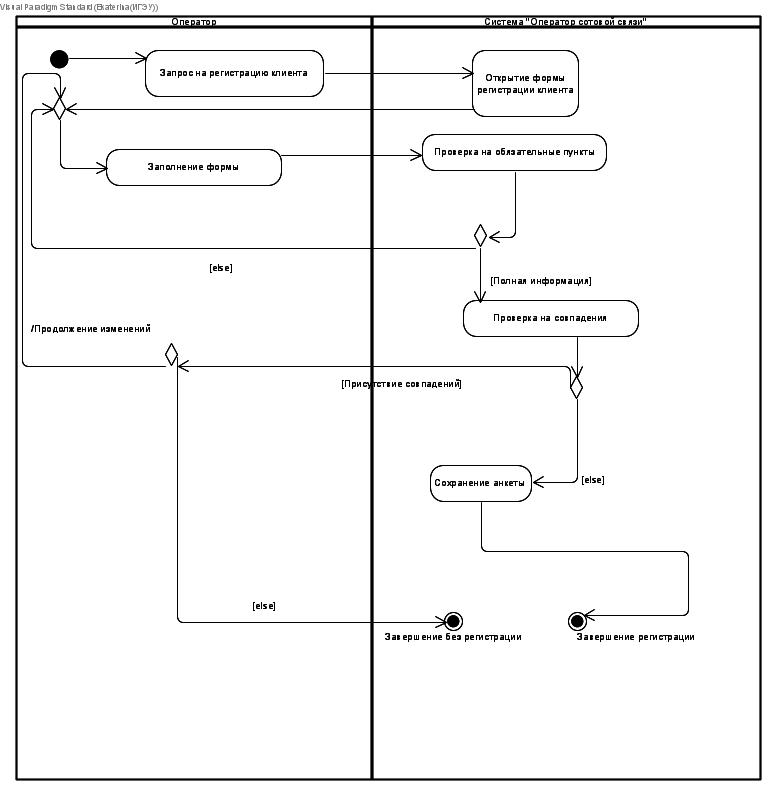 Visual Paradigm Standard (Ekaterina(ИГЭУ))
Оператор
Система "Оператор сотовой связи"
Запрос на регистрацию клиента
Открытие формы
регистрации клиента
Заполнение формы
Проверка на обязательные пункты
[else]
[Полная информация]
Проверка на совпадения
/Продолжение изменений
[Присутствие совпадений]
Сохранение анкеты
[else]
[else]
Завершение без регистрации
Завершение регистрации